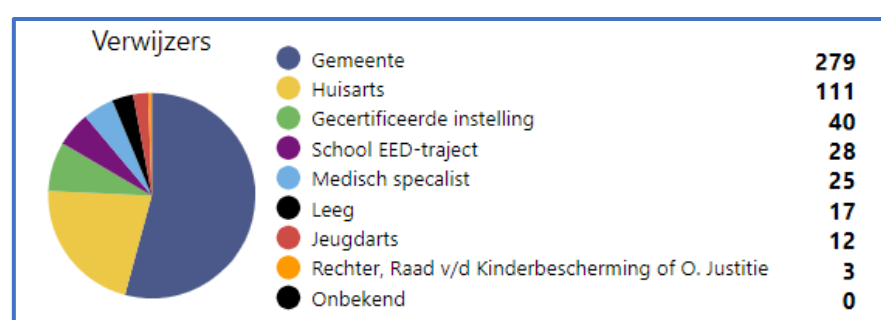 Verwijzers
Gemeente 279
Huisarts 111
Gecertificeerde instelling 40
School EED-traject 28
Medisch specalist 25
Leeg 17
Jeugdarts 12
Rechter, Raad v/d Kinderbescherming of O. Justitie 3
Onbekend 0